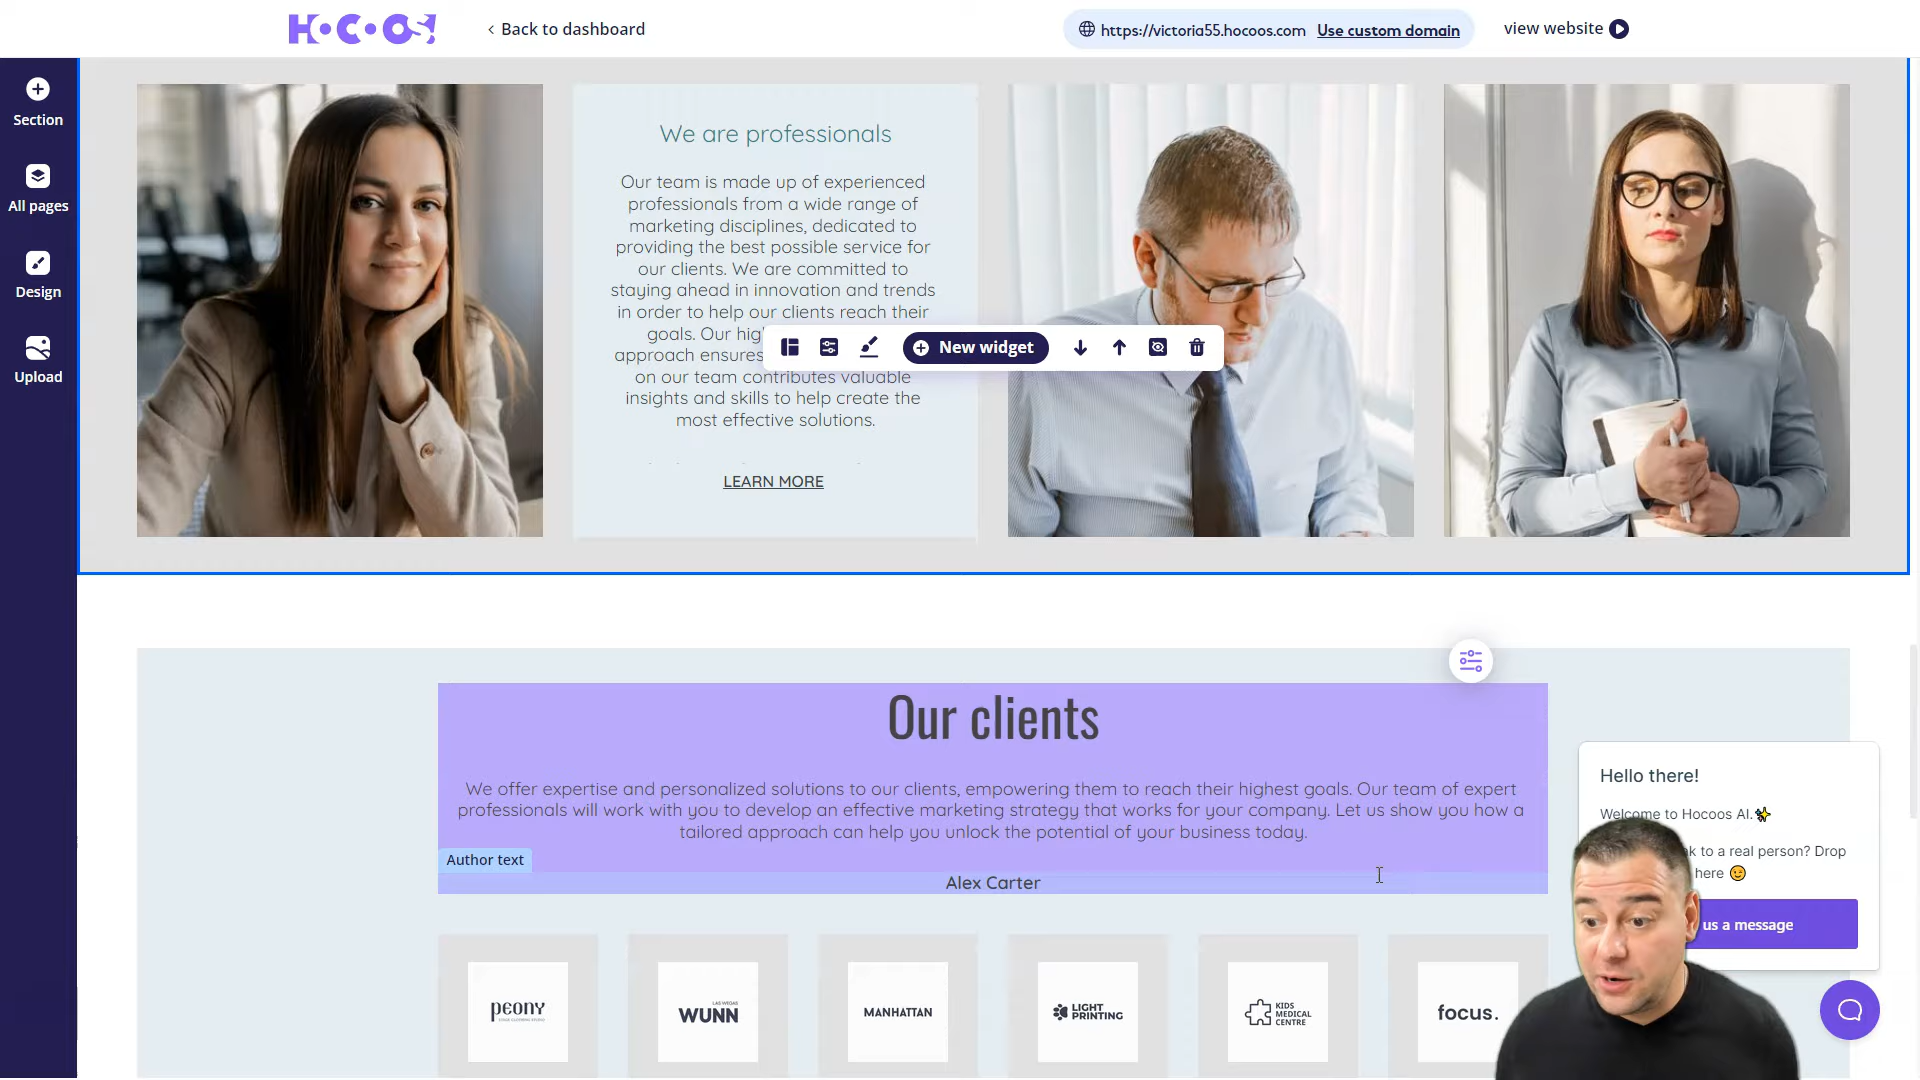 HOCOOS!
Back to dashboard
https://victoria55.hocoos.com Use custom domain
view website
Section
All pages
Design
Upload
We are professionals
Our team is made up of experienced
professionals from a wide range of
marketing disciplines, dedicated to
providing the best possible service for
our clients. We are committed to
staying ahead in innovation and trends
in order to help our clients reach their
goals. Our hig
approach ensures
on our team contributes valuable
insights and skills to help create the
most effective solutions.
LEARN MORE
New widget
Our clients
We offer expertise and personalized solutions to our clients, empowering them to reach their highest goals. Our team of expert
professionals will work with you to develop an effective marketing strategy that works for your company. Let us show you how a
tailored approach can help you unlock the potential of your business today.
Author text
Alex Carter
Hello there!
Welcome to Hocoos AI.✨
k to a real person? Drop
here 😉
us a message
peony
LAS WEGAS
WUNN
MANHATTAN
LIGHT
PRINTING
KIDS
MEDICAL
CENTRE
focus.